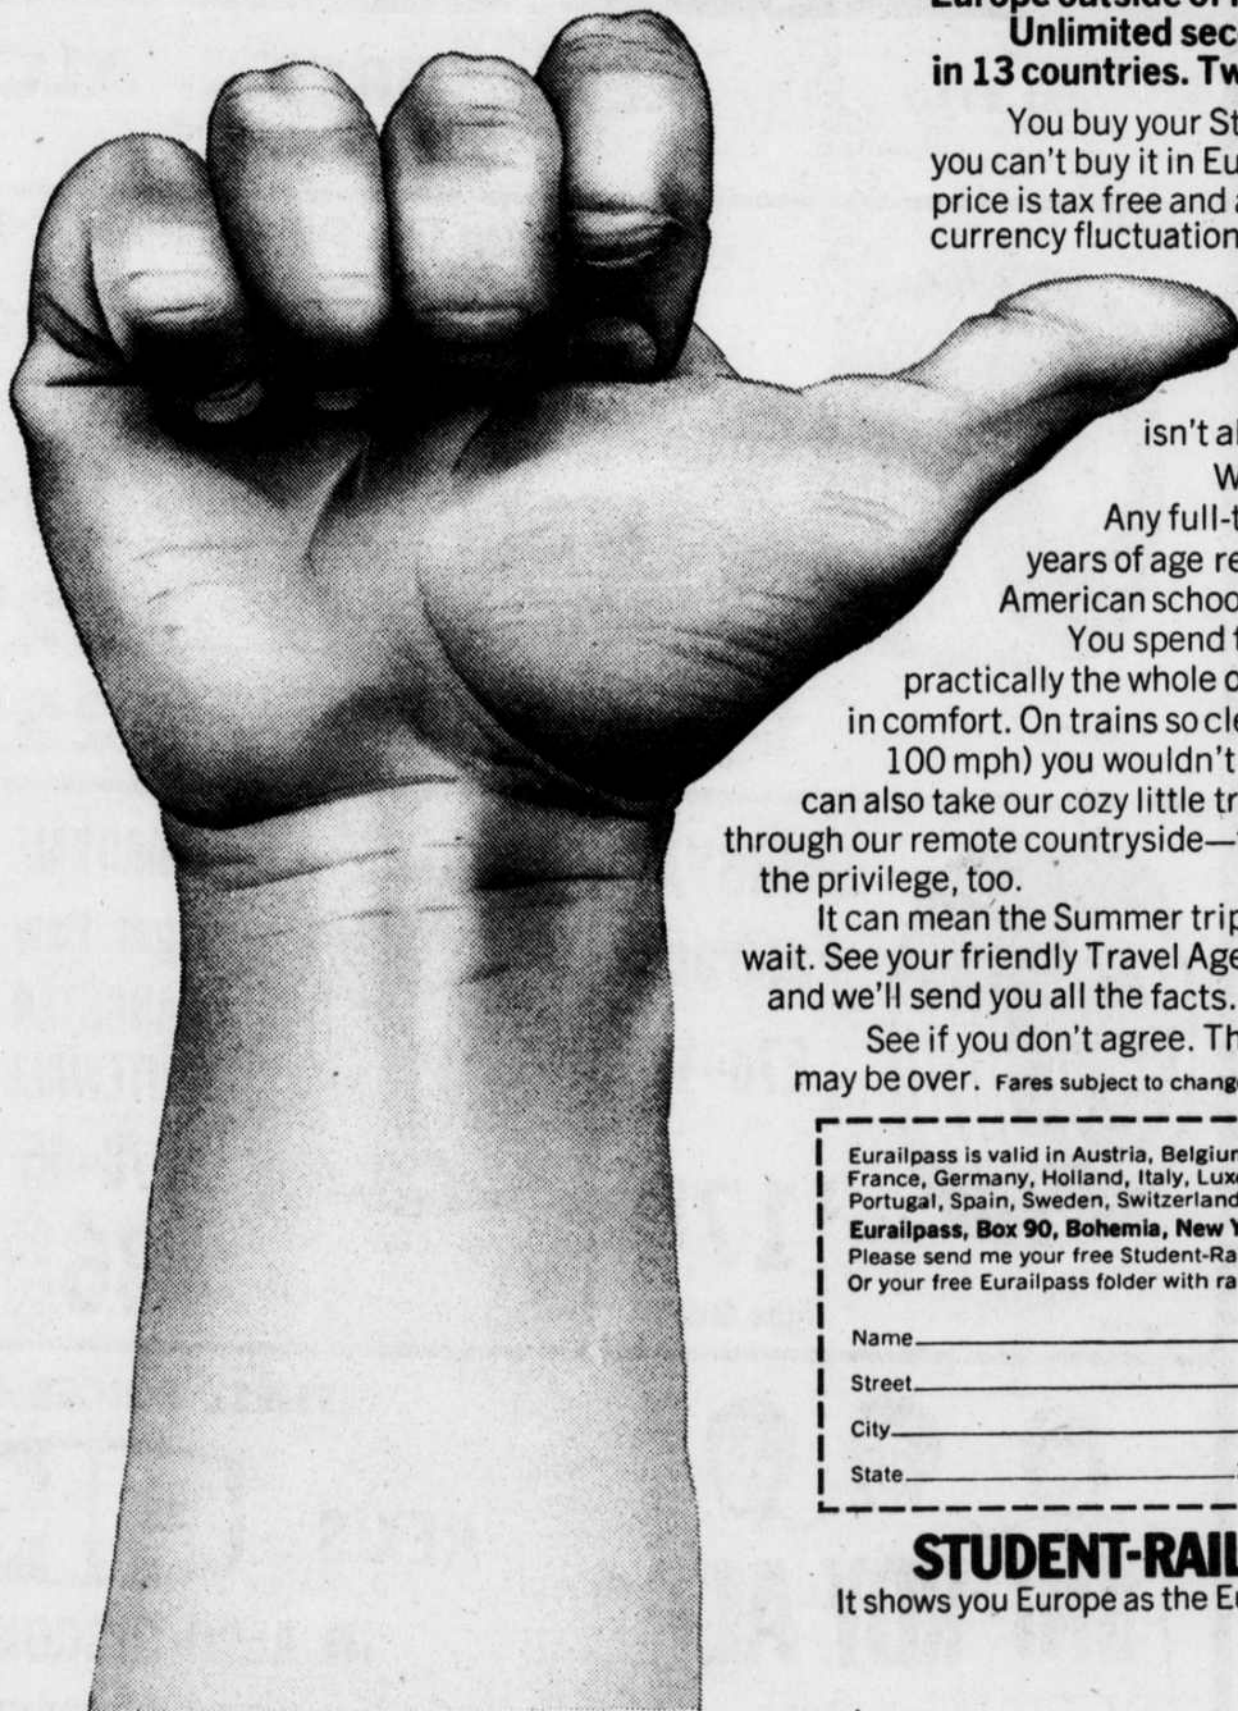 Europe outside of
Unlimited sec
in 13 countries. Tw
You buy your St
you can't buy it in Eu
price is tax free and a
currency fluctuation
isn't al
W
Any full-t
years of age re
American schoo
You spend t
practically the whole o
in comfort. On trains so cle
100 mph) you wouldn't
can also take our cozy little tr
through our remote countryside—
the privilege, too.
It can mean the Summer trip
wait. See your friendly Travel Age
and we'll send you all the facts.
See if you don't agree. Th
may be over. Fares subject to chang
Eurailpass is valid in Austria, Belgium
France, Germany, Holland, Italy, Luxe
Portugal, Spain, Sweden, Switzerland
Eurailpass, Box 90, Bohemia, New Y
Please send me your free Student-Ra
Or your free Eurailpass folder with ra
Name
Street
City
State
STUDENT-RAIL
It shows you Europe as the Eu